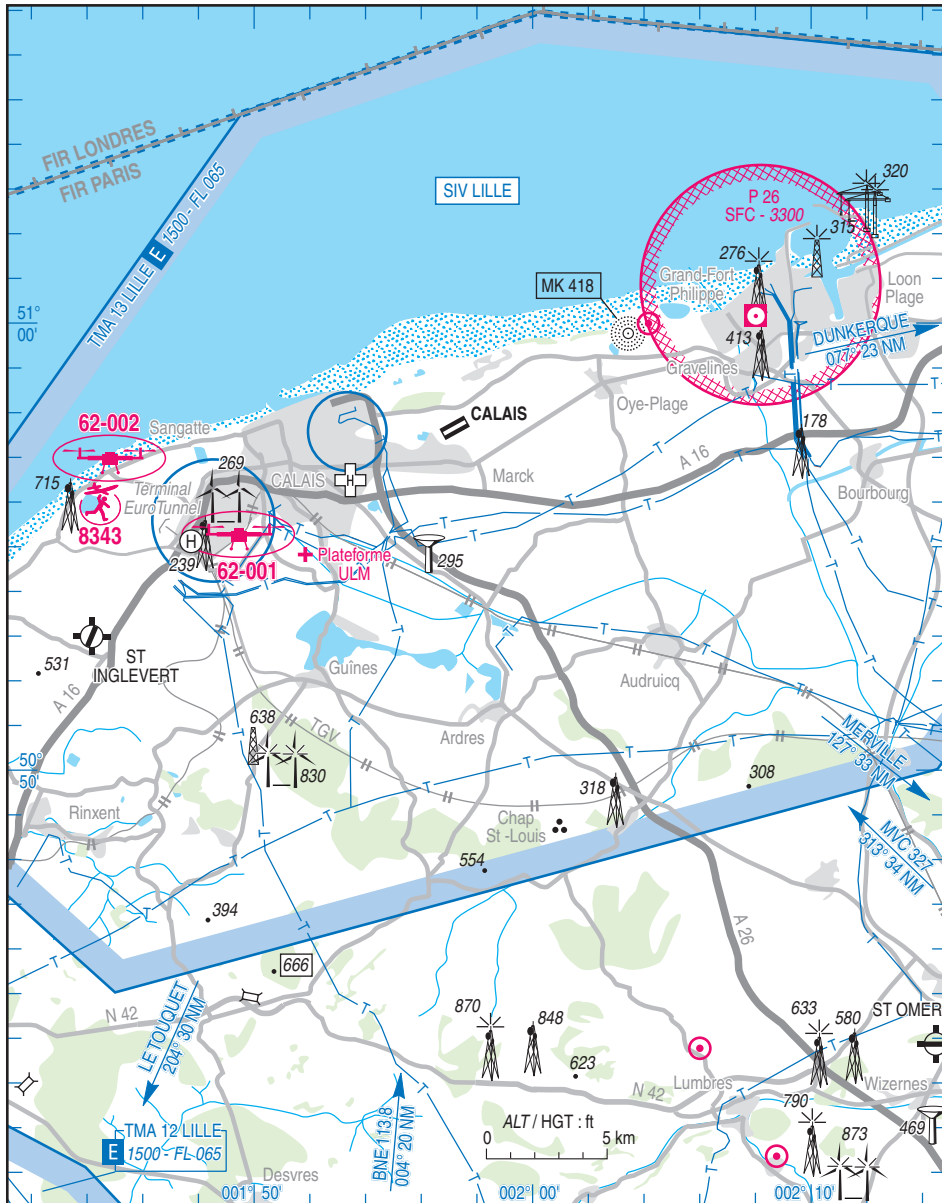 FIR LONDRES
FIR PARIS
TMA 13 LILLE E 1500 - FL 065
SIV LILLE
P 26
SFC - 3300
320
315
276
Grand-Fort
Philippe
Loon
Plage
MK 418
51°
00'
413
DUNKERQUE
077° 23 NM
Gravelines
Oye-Plage
CALAIS
62-002
Sangatte
178
A 16
269
CALAIS
H
Marck
715
Terminal
EuroTunnel
Bourbourg
8343
H
239
62-001
Plateforme
ULM
295
ST
INGLEVERT
531
A 16
Guînes
Audruicq
638
TGV
Ardres
MERVILLE
127° 33 NM
50°
50'
830
308
318
Rinxent
Chap
St -Louis
MVC 327
313° 34 NM
554
394
A 26
666
N 42
LE TOUQUET
204° 30 NM
870
848
633
580
ST OMER
623
N 42
Lumbres
Wizernes
BNE 113.8
004° 20 NM
ALT / HGT : ft
0 5 km
790
469
E TMA 12 LILLE
1500 - FL 065
873
Desvres
001° 50'
002° 00'
002° 10'
T